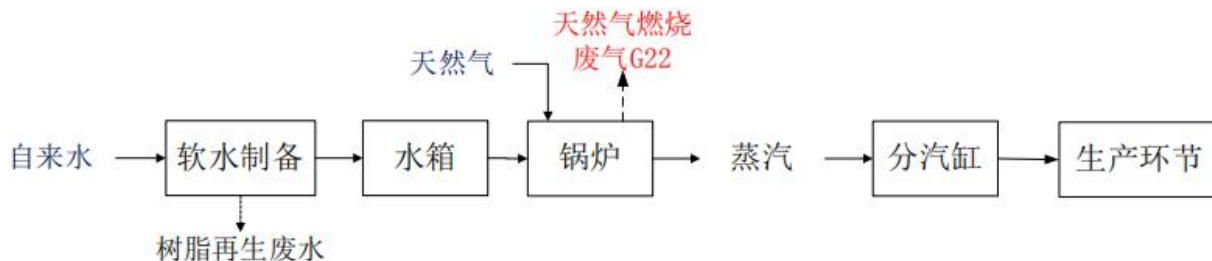 天然气燃烧
废气G22
天然气
自来水
软水制备
水箱
锅炉
蒸汽
分汽缸
生产环节
树脂再生废水